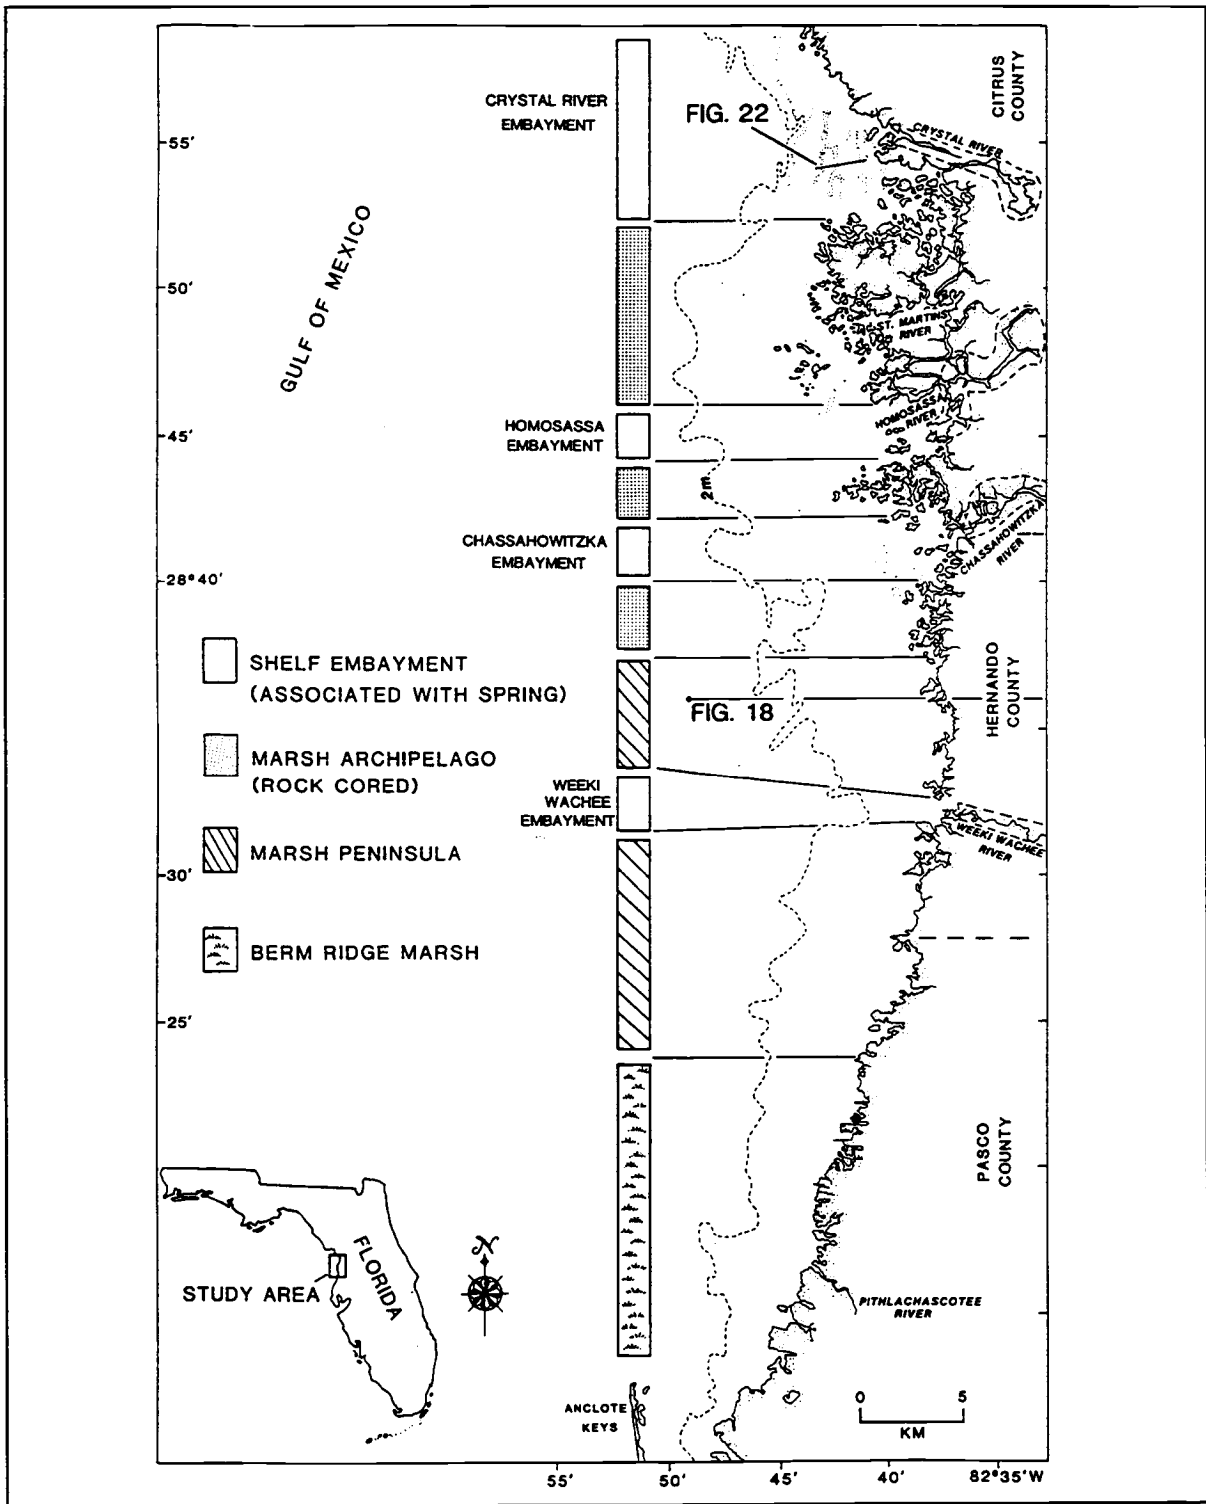 CRYSTAL RIVER
EMBAYMENT
FIG. 22
CITRUS
COUNTY
CRYSTAL RIVER
55'
GULF OF MEXICO
50'
ST. MARTINS
RIVER
HOMOSASSA
RIVER
45'
HOMOSASSA
EMBAYMENT
2m
CHASSAHOWITZKA
EMBAYMENT
CHASSAHOWITZKA
RIVER
28°40'
SHELF EMBAYMENT
(ASSOCIATED WITH SPRING)
FIG. 18
HERNANDO
COUNTY
MARSH ARCHIPELAGO
(ROCK CORED)
WEEKI
WACHEE
EMBAYMENT
WEEKI WACHEE
RIVER
MARSH PENINSULA
30'
BERM RIDGE MARSH
25'
PASCO
COUNTY
FLORIDA
STUDY AREA
N
PITHLACHASCOTEE
RIVER
ANCLOTE
KEYS
0 5
KM
55' 50' 45' 40' 82°35'W